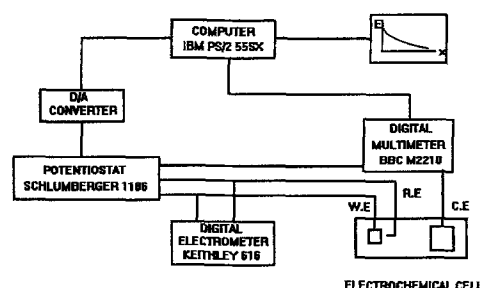 COMPUTER
IBM PS/2 55SX
E
X
D/A
CONVERTER
DIGITAL
MULTIMETER
BBC M2210
POTENTIOSTAT
SCHLUMBERGER 1186
W.E
R.E
C.E
DIGITAL
ELECTROMETER
KEITHLEY 616
ELECTROCHEMICAL CELL